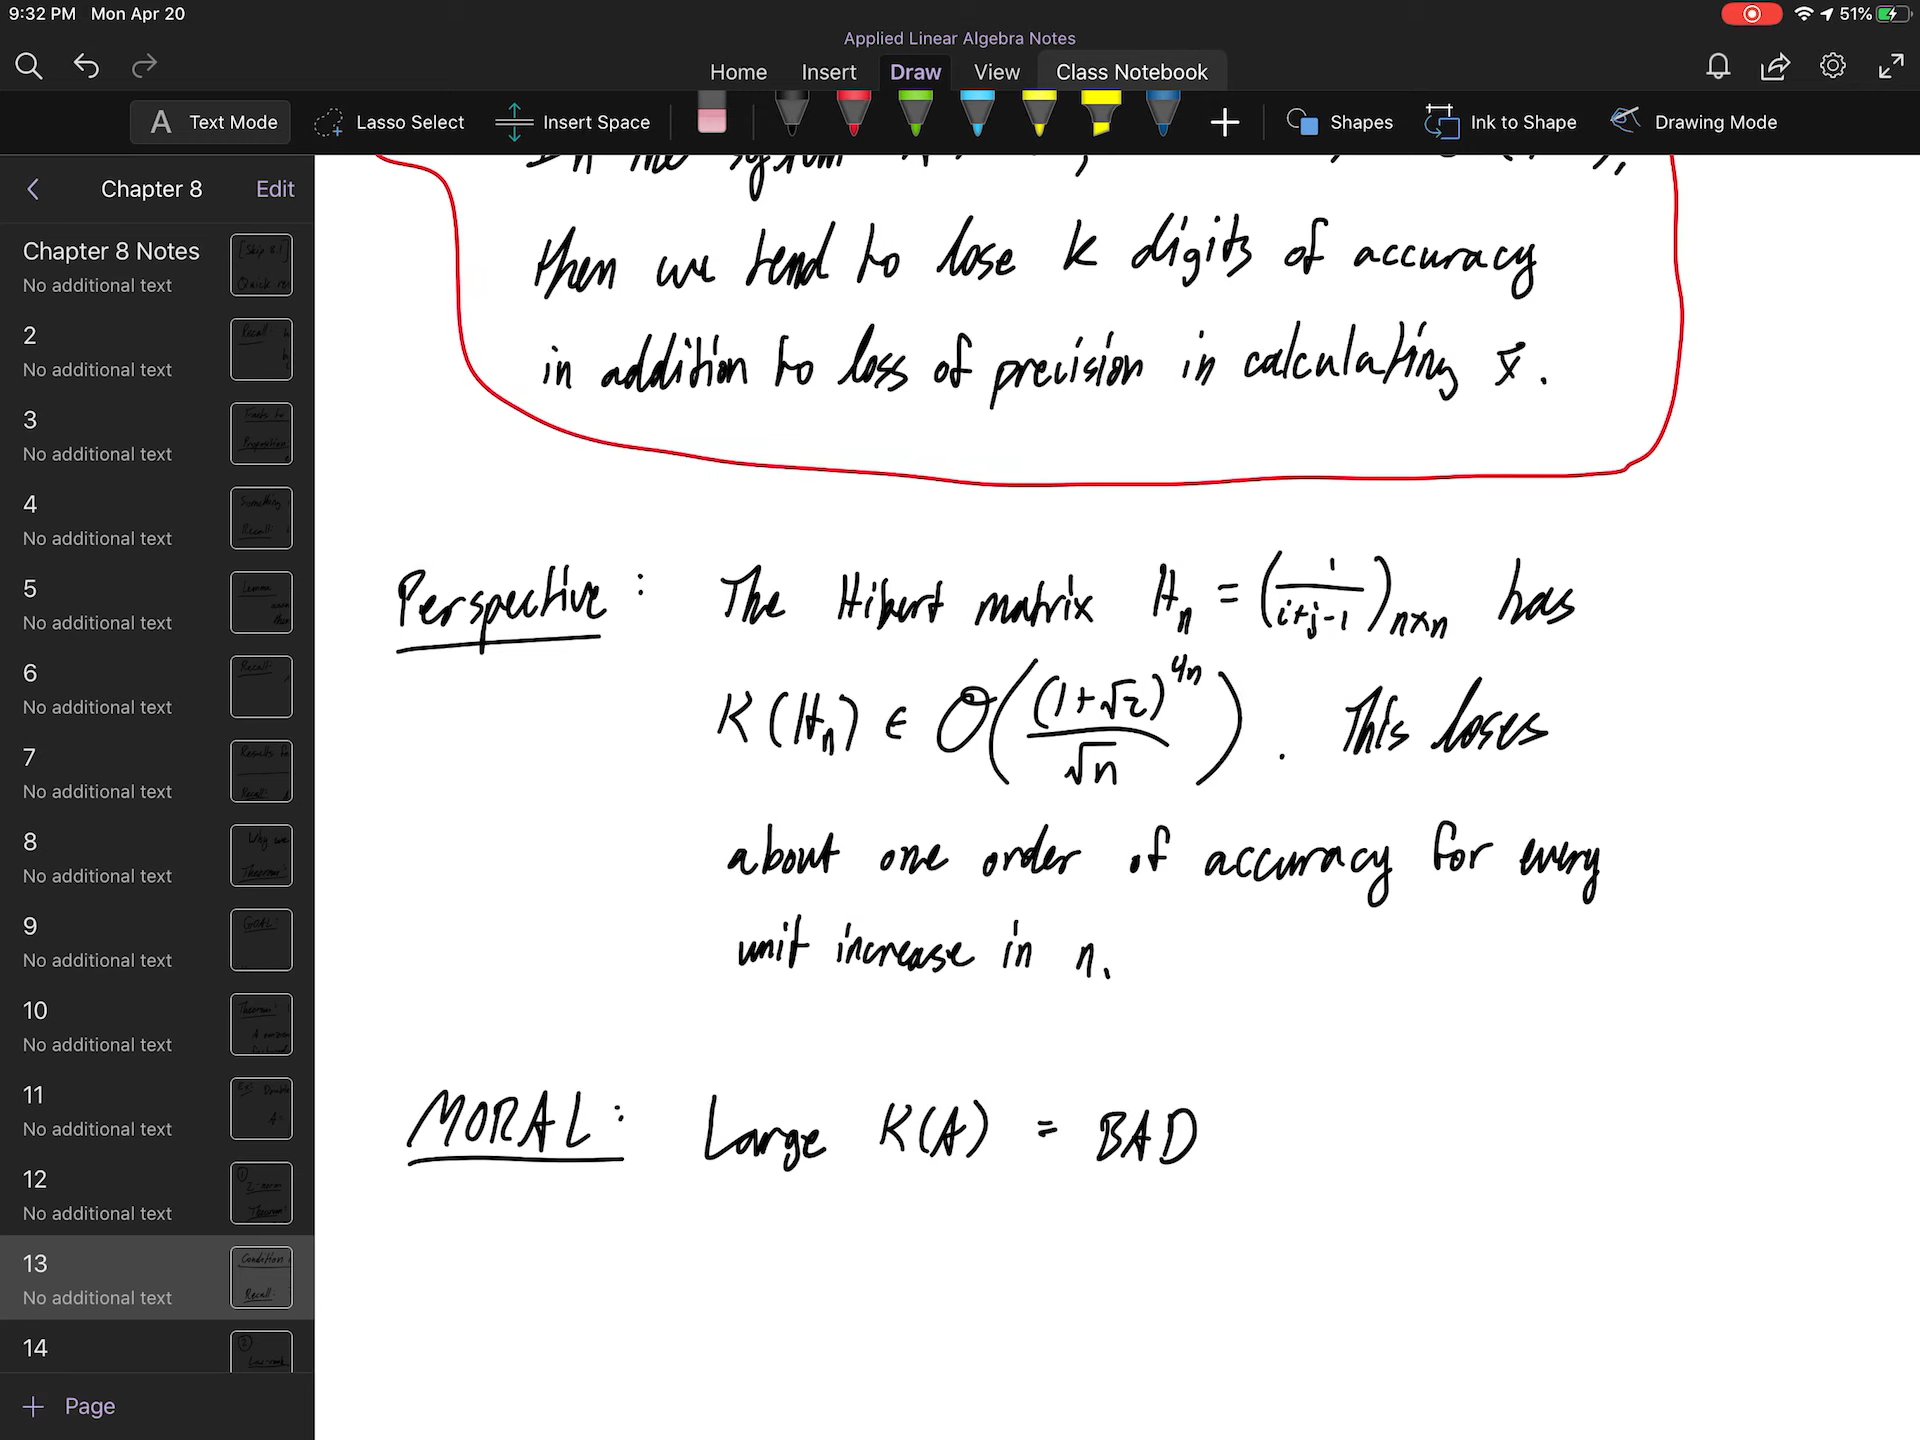 9:32 PM Mon Apr 20
51%
Applied Linear Algebra Notes
Home Insert Draw View Class Notebook
A Text Mode Lasso Select Insert Space Shapes Ink to Shape Drawing Mode
Chapter 8 Edit
Chapter 8 Notes
No additional text
2
No additional text
3
No additional text
4
No additional text
5
No additional text
6
No additional text
7
No additional text
8
No additional text
9
No additional text
10
No additional text
11
No additional text
12
No additional text
13
No additional text
14
+ Page
In the system
then we tend to lose k digits of accuracy
in addition to loss of precision in calculating x̄.
Perspective: The Hibert matrix Hₙ = (1/(i+j-1))ₙₓₙ has
K(Hₙ) ∈ O((1+√2)⁴ⁿ/√n). This loses
about one order of accuracy for every
unit increase in n.
MORAL: Large K(A) = BAD